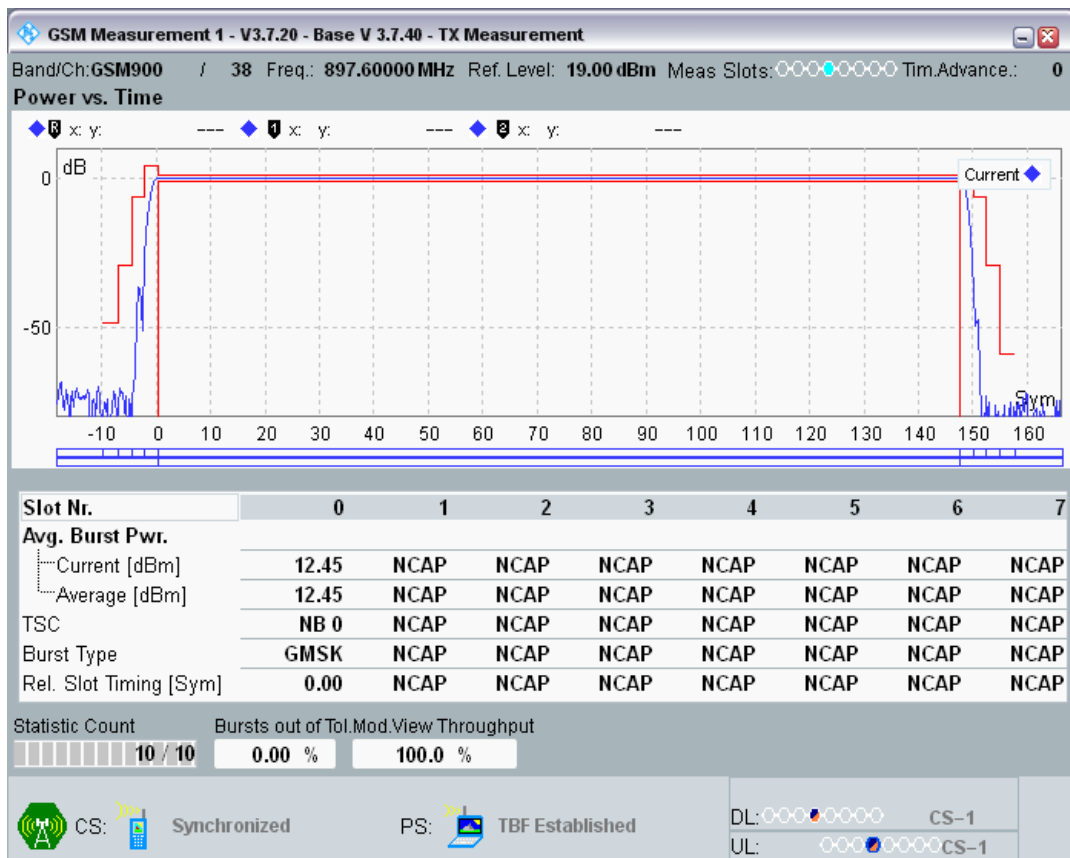 GSM Measurement 1 - V3.7.20 - Base V 3.7.40 - TX Measurement
Band/Ch:GSM900 / 38 Freq.: 897.60000 MHz Ref. Level: 19.00 dBm Meas Slots: Tim.Advance.: 0
Power vs. Time
R x: y: --- 1 x: y: --- 2 x: y: ---
dB
Current
0
-50
Sym
-10 0 10 20 30 40 50 60 70 80 90 100 110 120 130 140 150 160
Slot Nr. 0 1 2 3 4 5 6 7
Avg. Burst Pwr.
Current [dBm] 12.45 NCAP NCAP NCAP NCAP NCAP NCAP NCAP
Average [dBm] 12.45 NCAP NCAP NCAP NCAP NCAP NCAP NCAP
TSC NB 0 NCAP NCAP NCAP NCAP NCAP NCAP NCAP
Burst Type GMSK NCAP NCAP NCAP NCAP NCAP NCAP NCAP
Rel. Slot Timing [Sym] 0.00 NCAP NCAP NCAP NCAP NCAP NCAP NCAP
Statistic Count Bursts out of Tol. Mod.View Throughput
10 / 10 0.00 % 100.0 %
CS: Synchronized PS: TBF Established DL: CS-1
UL: CS-1